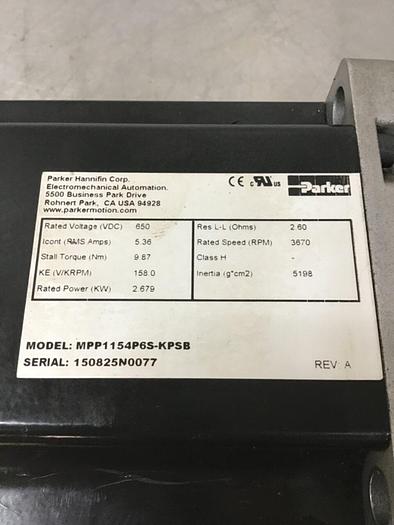 Parker Hannifin Corp.
Electromechanical Automation.
5500 Business Park Drive
Rohnert Park, CA USA 94928
www.parkermotion.com
CE c UL US
Parker
Rated Voltage (VDC) 650
Icont (RMS Amps) 5.36
Stall Torque (Nm) 9.87
KE (V/KRPM) 158.0
Rated Power (KW) 2.679
Res L-L (Ohms) 2.60
Rated Speed (RPM) 3670
Class H -
Inertia (g*cm2) 5198
MODEL: MPP1154P6S-KPSB
SERIAL: 150825N0077
REV: A